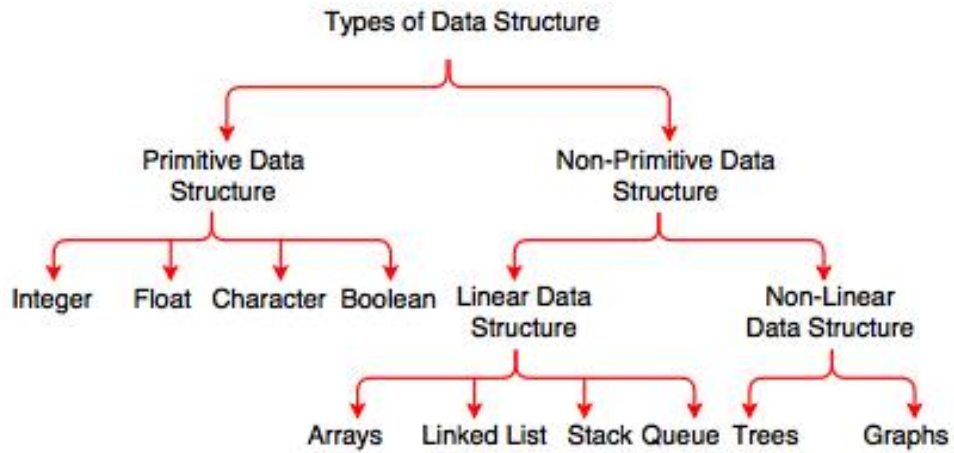 Types of Data Structure
Primitive Data
Structure
Non-Primitive Data
Structure
Integer
Float
Character
Boolean
Linear Data
Structure
Non-Linear
Data Structure
Arrays
Linked List
Stack
Queue
Trees
Graphs